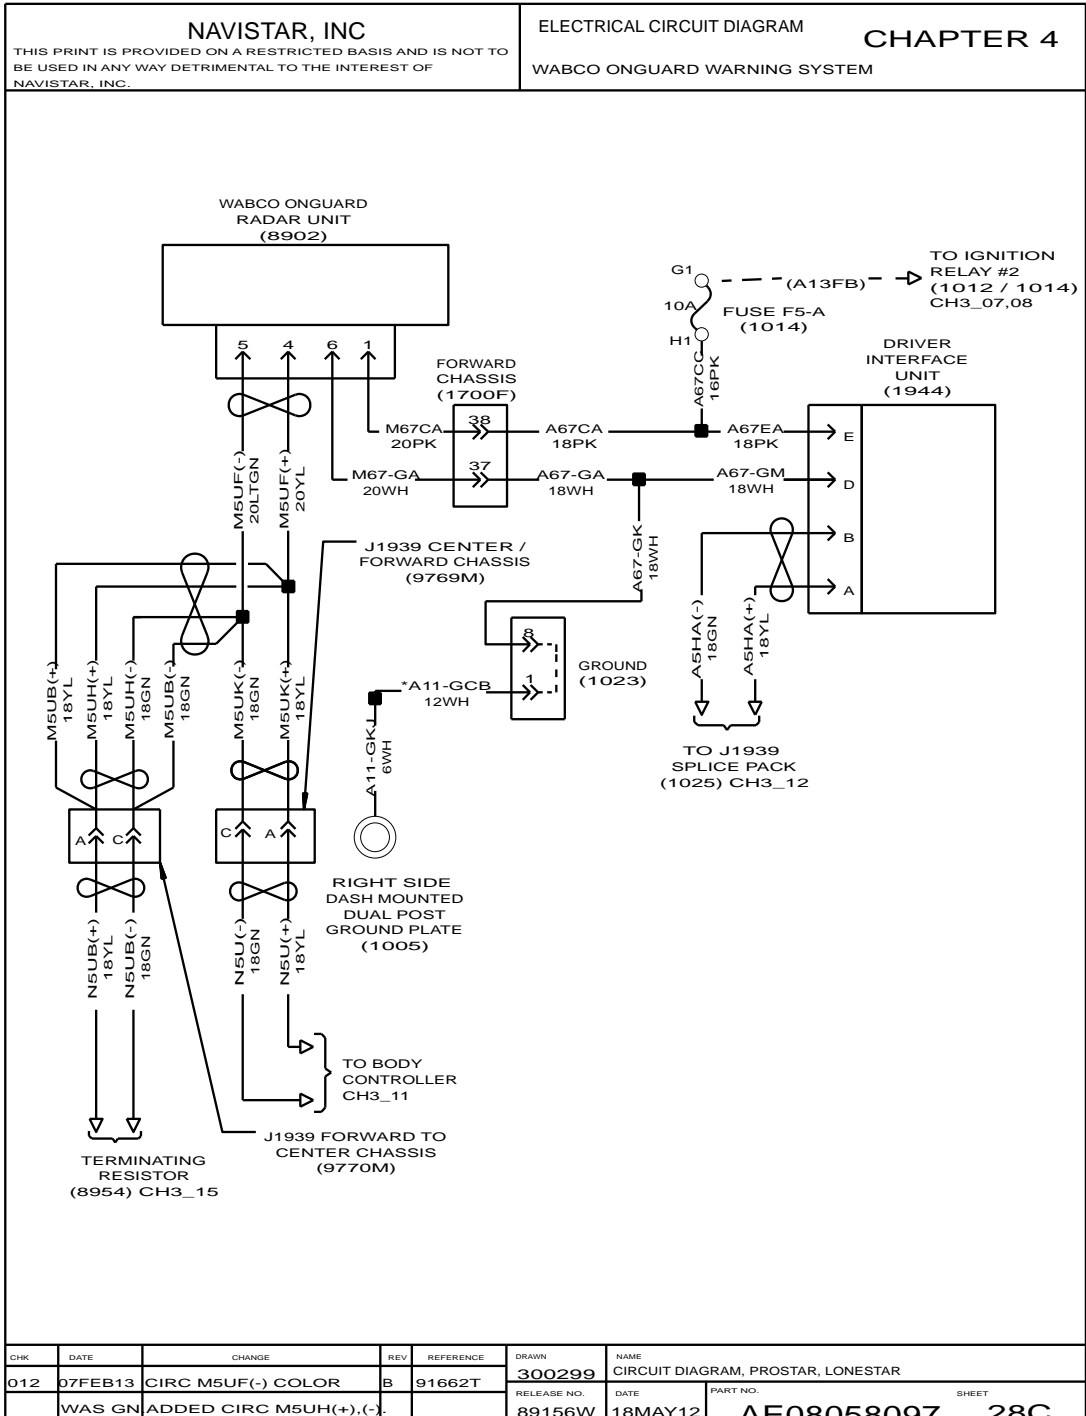 NAVISTAR, INC
THIS PRINT IS PROVIDED ON A RESTRICTED BASIS AND IS NOT TO
BE USED IN ANY WAY DETRIMENTAL TO THE INTEREST OF
NAVISTAR, INC.
ELECTRICAL CIRCUIT DIAGRAM
CHAPTER 4
WABCO ONGUARD WARNING SYSTEM
WABCO ONGUARD
RADAR UNIT
(8902)
5
4
6
1
G1
10A
H1
(A13FB)
FUSE F5-A
(1014)
TO IGNITION
RELAY #2
(1012 / 1014)
CH3_07,08
DRIVER
INTERFACE
UNIT
(1944)
FORWARD
CHASSIS
(1700F)
A67CC
16PK
M67CA
20PK
38
A67CA
18PK
A67EA
18PK
E
M67-GA
20WH
37
A67-GA
18WH
A67-GM
18WH
D
M5UF(-)
20LTGN
M5UF(+)
20YL
A67-GK
18WH
B
A
J1939 CENTER /
FORWARD CHASSIS
(9769M)
A5HA(-)
18GN
A5HA(+)
18YL
8
1
GROUND
(1023)
*A11-GCB
12WH
A11-GKJ
6WH
M5UB(+)
18YL
M5UH(+)
18YL
M5UH(-)
18GN
M5UB(-)
18GN
M5UK(-)
18GN
M5UK(+)
18YL
TO J1939
SPLICE PACK
(1025) CH3_12
A
C
C
A
RIGHT SIDE
DASH MOUNTED
DUAL POST
GROUND PLATE
(1005)
N5UB(+)
18YL
N5UB(-)
18GN
N5U(-)
18GN
N5U(+)
18YL
TO BODY
CONTROLLER
CH3_11
J1939 FORWARD TO
CENTER CHASSIS
(9770M)
TERMINATING
RESISTOR
(8954) CH3_15
CHK DATE CHANGE REV REFERENCE
012 07FEB13 CIRC M5UF(-) COLOR B 91662T
WAS GN ADDED CIRC M5UH(+),(-).
DRAWN
300299
NAME
CIRCUIT DIAGRAM, PROSTAR, LONESTAR
RELEASE NO.
89156W
DATE
18MAY12
PART NO.
AE08058097
SHEET
28C